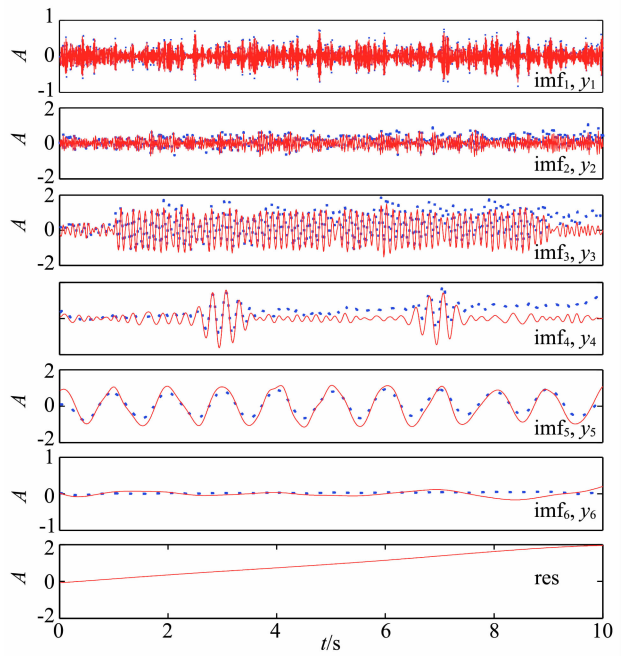 1
A
0
-1
imf₁, y₁
2
A
0
-2
imf₂, y₂
2
A
0
-2
imf₃, y₃
imf₄, y₄
2
A
0
-2
imf₅, y₅
1
A
0
-1
imf₆, y₆
2
A
0
-2
res
0 2 4 6 8 10
t/s